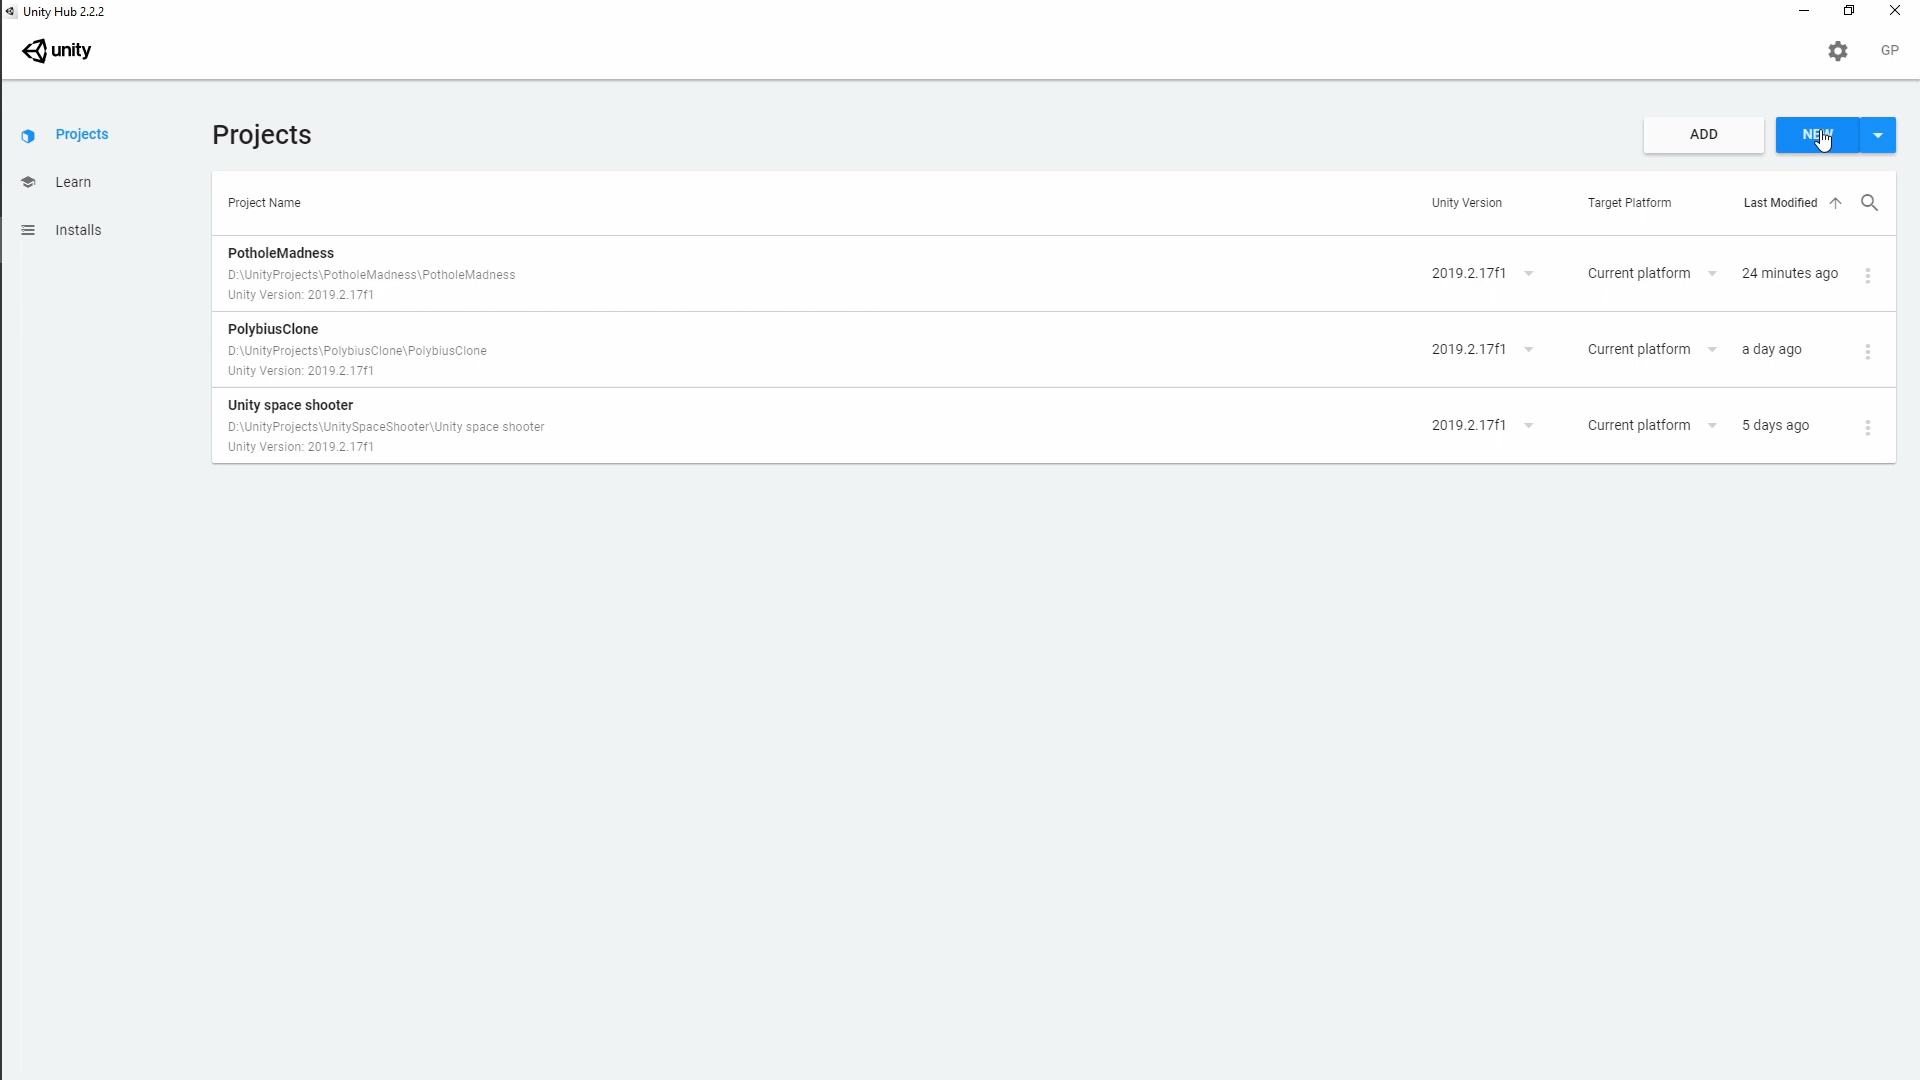 Unity Hub 2.2.2
unity
GP
Projects
Learn
Installs
Projects
ADD
NEW
Project Name
Unity Version
Target Platform
Last Modified
PotholeMadness
D:\UnityProjects\PotholeMadness\PotholeMadness
Unity Version: 2019.2.17f1
2019.2.17f1
Current platform
24 minutes ago
PolybiusClone
D:\UnityProjects\PolybiusClone\PolybiusClone
Unity Version: 2019.2.17f1
2019.2.17f1
Current platform
a day ago
Unity space shooter
D:\UnityProjects\UnitySpaceShooter\Unity space shooter
Unity Version: 2019.2.17f1
2019.2.17f1
Current platform
5 days ago